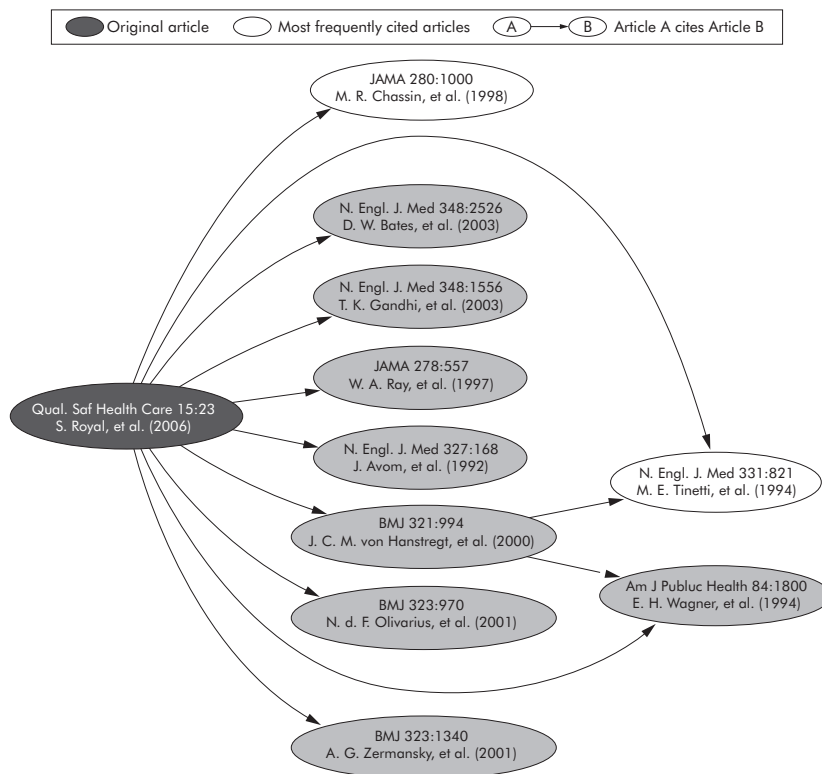 Original article
Most frequently cited articles
A
B
Article A cites Article B
JAMA 280:1000
M. R. Chassin, et al. (1998)
N. Engl. J. Med 348:2526
D. W. Bates, et al. (2003)
N. Engl. J. Med 348:1556
T. K. Gandhi, et al. (2003)
JAMA 278:557
W. A. Ray, et al. (1997)
Qual. Saf Health Care 15:23
S. Royal, et al. (2006)
N. Engl. J. Med 327:168
J. Avorn, et al. (1992)
N. Engl. J. Med 331:821
M. E. Tinetti, et al. (1994)
BMJ 321:994
J. C. M. von Hanstregt, et al. (2000)
Am J Publuc Health 84:1800
E. H. Wagner, et al. (1994)
BMJ 323:970
N. d. F. Olivarius, et al. (2001)
BMJ 323:1340
A. G. Zermansky, et al. (2001)